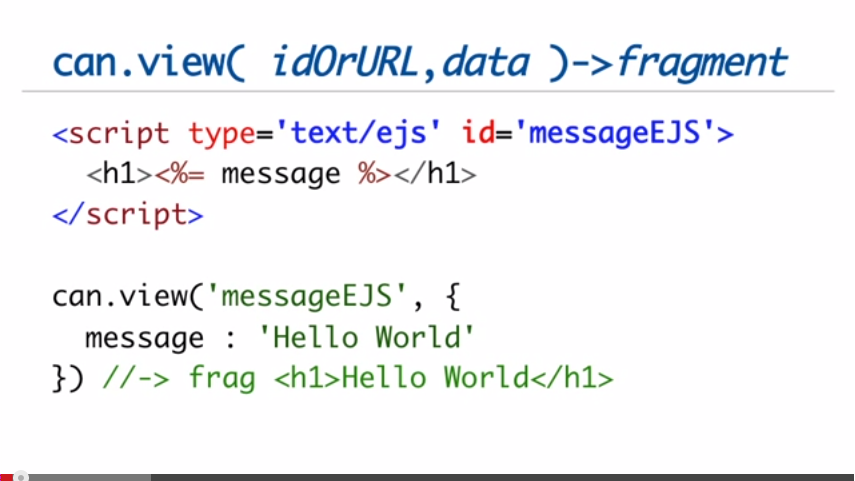 can.view( idOrURL,data )->fragment
<script type='text/ejs' id='messageEJS'>
  <h1><%= message %></h1>
</script>
can.view('messageEJS', {
  message : 'Hello World'
}) //-> frag <h1>Hello World</h1>